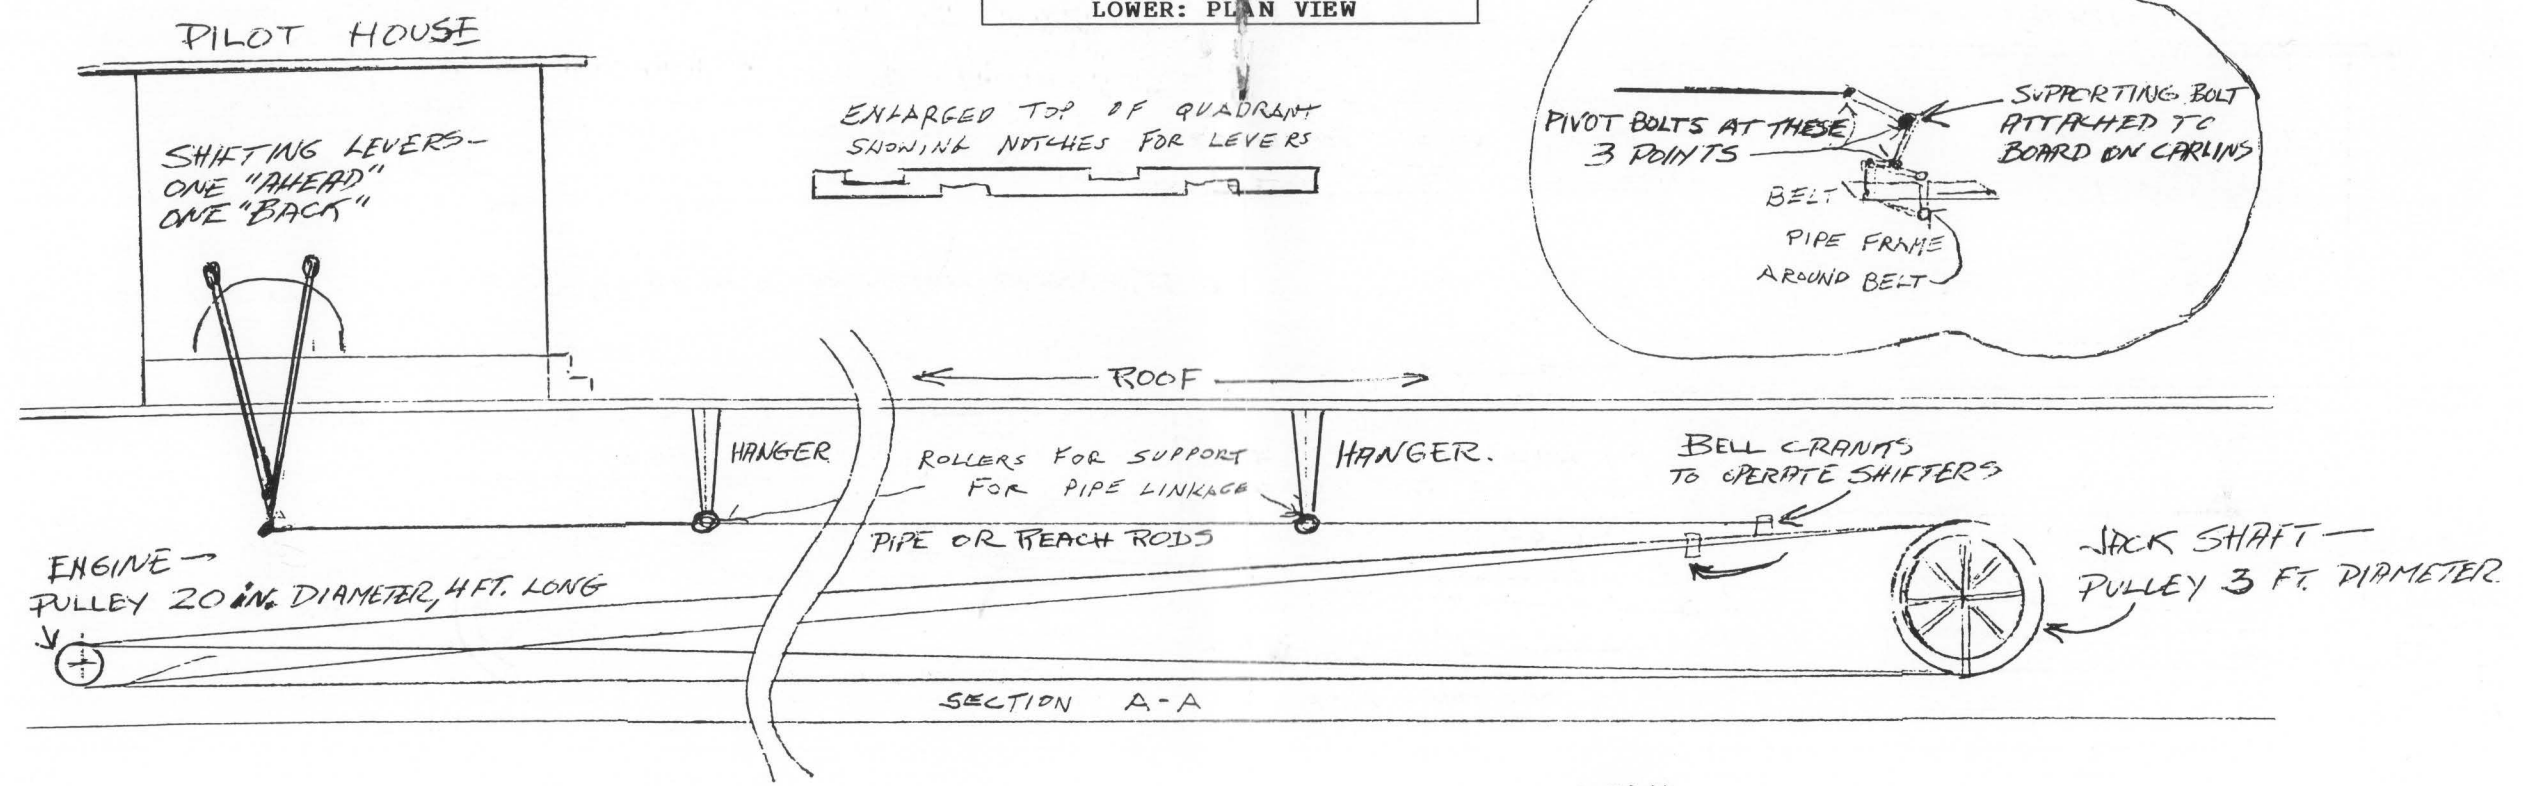 LOWER: PLAN VIEW
PILOT HOUSE
SHIFTING LEVERS-
ONE "AHEAD"
ONE "BACK"
ENLARGED TOP OF QUADRANT
SHOWING NOTCHES FOR LEVERS
PIVOT BOLTS AT THESE
3 POINTS
SUPPORTING BOLT
ATTACHED TO
BOARD ON CARLINS
BELT
PIPE FRAME
AROUND BELT
ROOF
HANGER
ROLLERS FOR SUPPORT
FOR PIPE LINKAGE
HANGER.
BELL CRANKS
TO OPERATE SHIFTERS
PIPE OR REACH RODS
ENGINE-
PULLEY 20 IN. DIAMETER, 4 FT. LONG
JACK SHAFT-
PULLEY 3 FT. DIAMETER
SECTION A-A